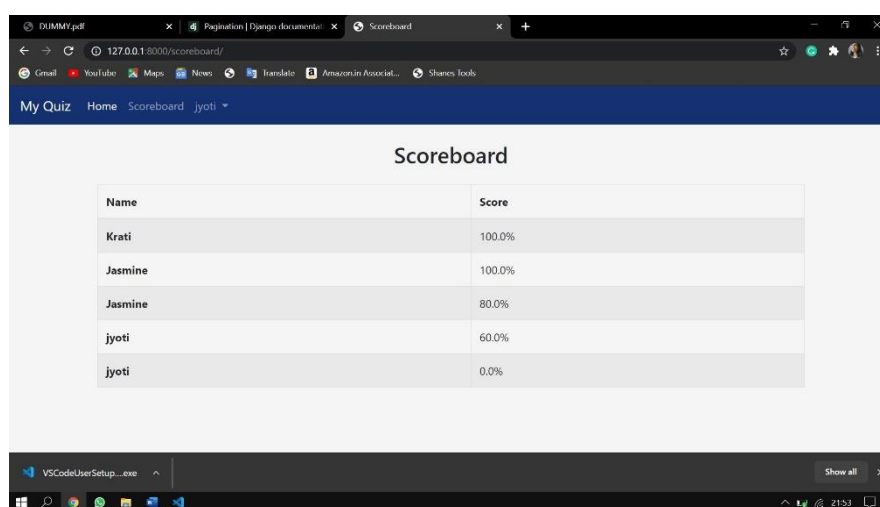 DUMMY.pdf Pagination | Django documentati Scoreboard
127.0.0.1:8000/scoreboard/
Gmail YouTube Maps News Translate Amazon.in Associat... Shares Tools
My Quiz Home Scoreboard jyoti
Scoreboard
Name Score
Krati 100.0%
Jasmine 100.0%
Jasmine 80.0%
jyoti 60.0%
jyoti 0.0%
VSCodeUserSetup....exe Show all
21:53